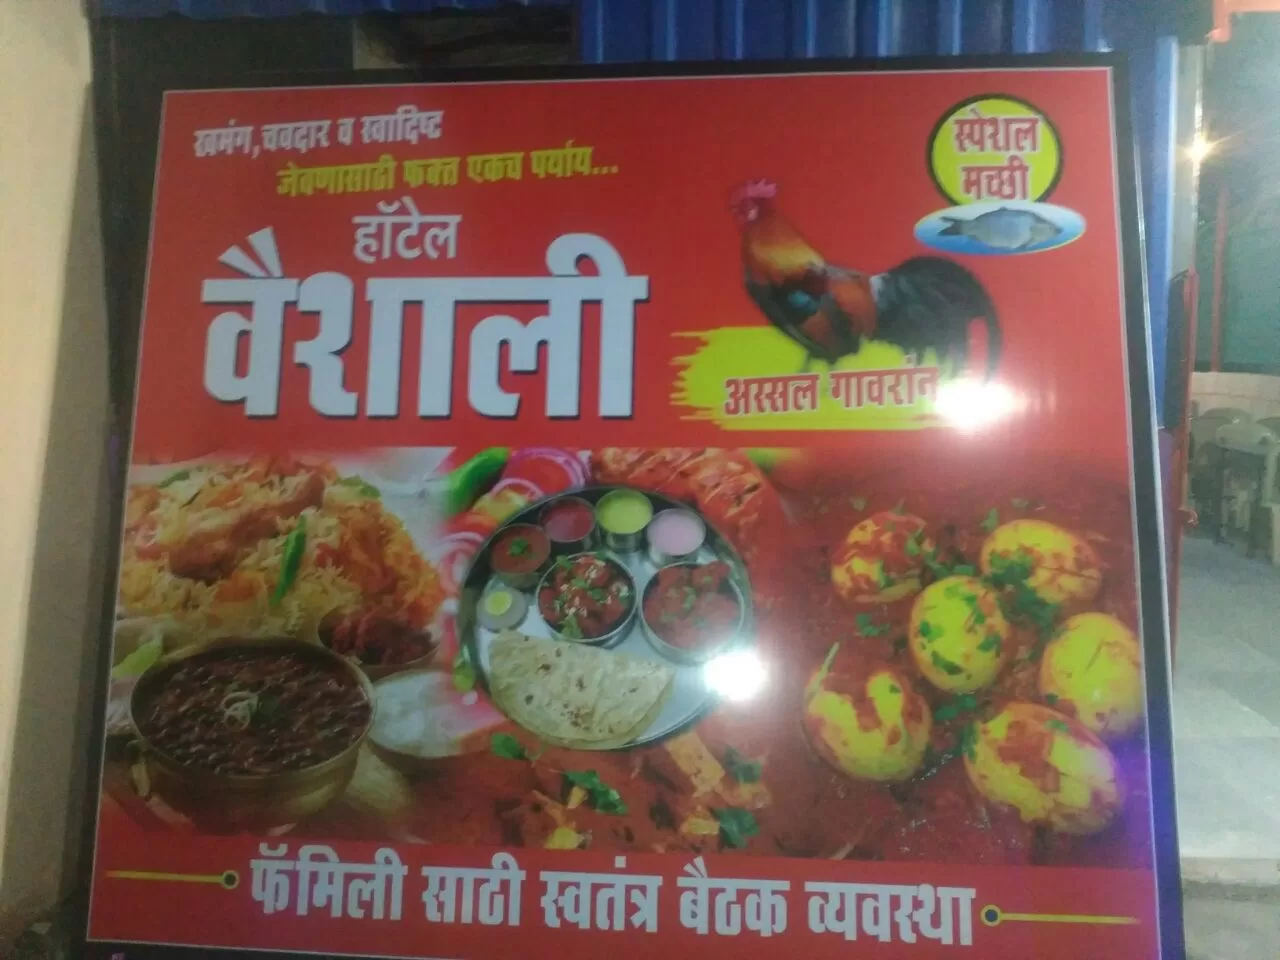 खमंग,चवदार व स्वादिष्ट
जेवणासाठी फक्त एकच पर्याय...
हॉटेल
वैशाली
स्पेशल
मच्छी
अस्सल गावरान
फॅमिली साठी स्वतंत्र बैठक व्यवस्था